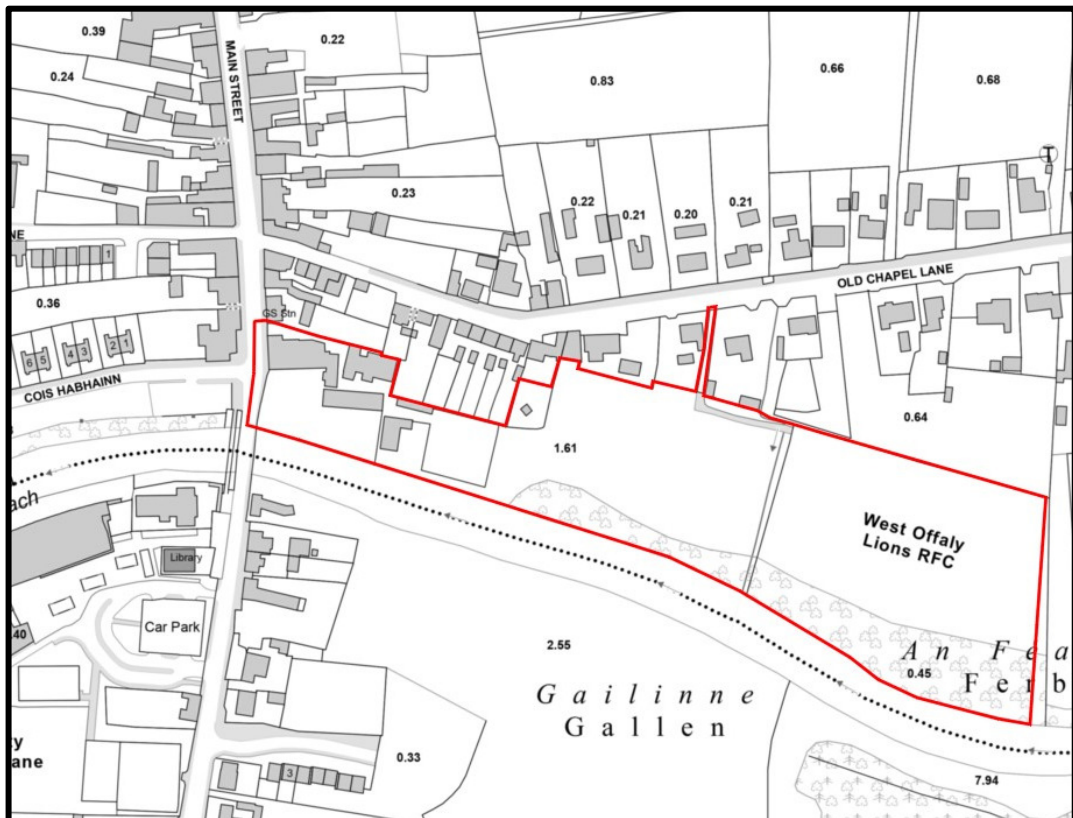 0.39
0.24
MAIN STREET
0.22
0.83
0.66
0.68
T
0.23
0.22
0.21
0.20
0.21
NE
1
0.36
6 5
4 3
2 1
COIS HABHAINN
GS Stn
OLD CHAPEL LANE
0.64
1.61
West Offaly
Lions RFC
ach
Library
Car Park
.40
2.55
Gailinne
Gallen
An Fea
0.45
Ferb
ty
ane
3
0.33
7.94